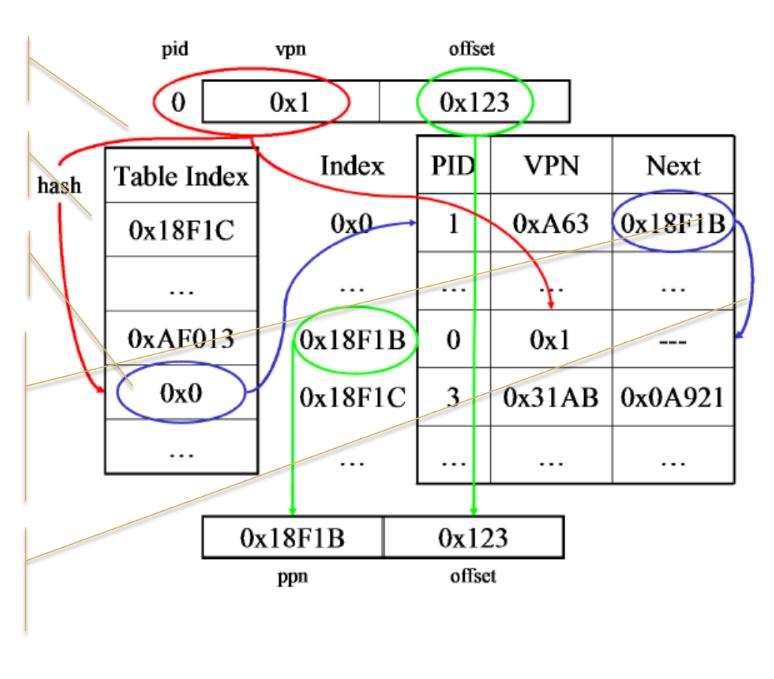 pid vpn offset
0 0x1 0x123
hash
Table Index
0x18F1C
...
0xAF013
0x0
...
Index PID VPN Next
0x0 1 0xA63 0x18F1B
... ... ... ...
0x18F1B 0 0x1 ---
0x18F1C 3 0x31AB 0x0A921
... ... ... ...
0x18F1B 0x123
ppn offset